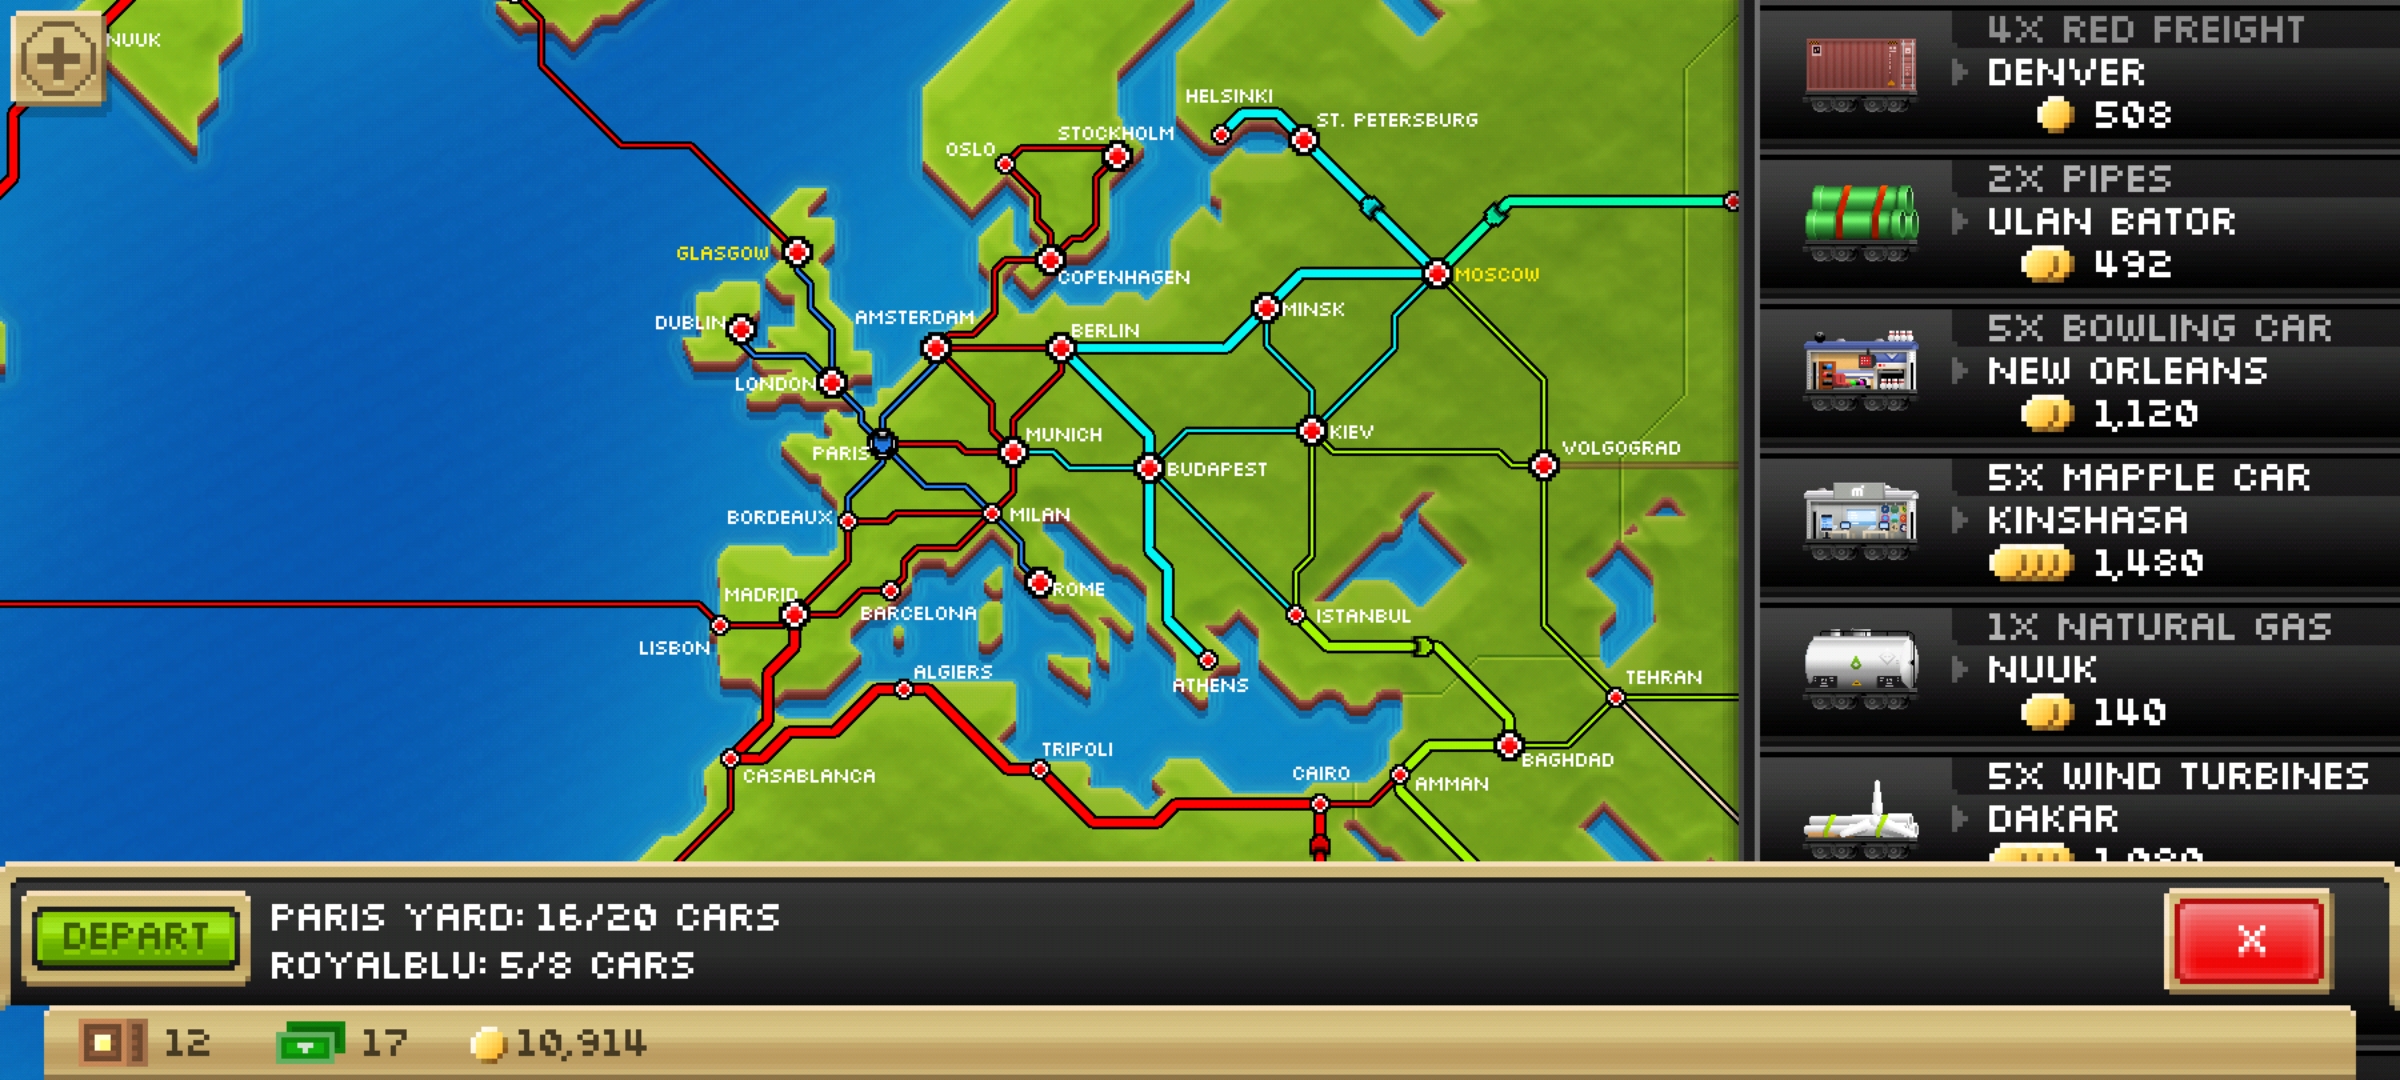 NUUK
HELSINKI
ST. PETERSBURG
STOCKHOLM
OSLO
GLASGOW
COPENHAGEN
MOSCOW
AMSTERDAM
MINSK
DUBLIN
BERLIN
LONDON
MUNICH
KIEV
VOLGOGRAD
PARIS
BUDAPEST
BORDEAUX
MILAN
MADRID
ROME
BARCELONA
ISTANBUL
LISBON
ALGIERS
ATHENS
TEHRAN
TRIPOLI
CASABLANCA
CAIRO
BAGHDAD
AMMAN
4X RED FREIGHT
DENVER
508
2X PIPES
ULAN BATOR
492
5X BOWLING CAR
NEW ORLEANS
1,120
5X MAPPLE CAR
KINSHASA
1,480
1X NATURAL GAS
NUUK
140
5X WIND TURBINES
DAKAR
DEPART
PARIS YARD: 16/20 CARS
ROYALBLU: 5/8 CARS
X
12
17
10,914